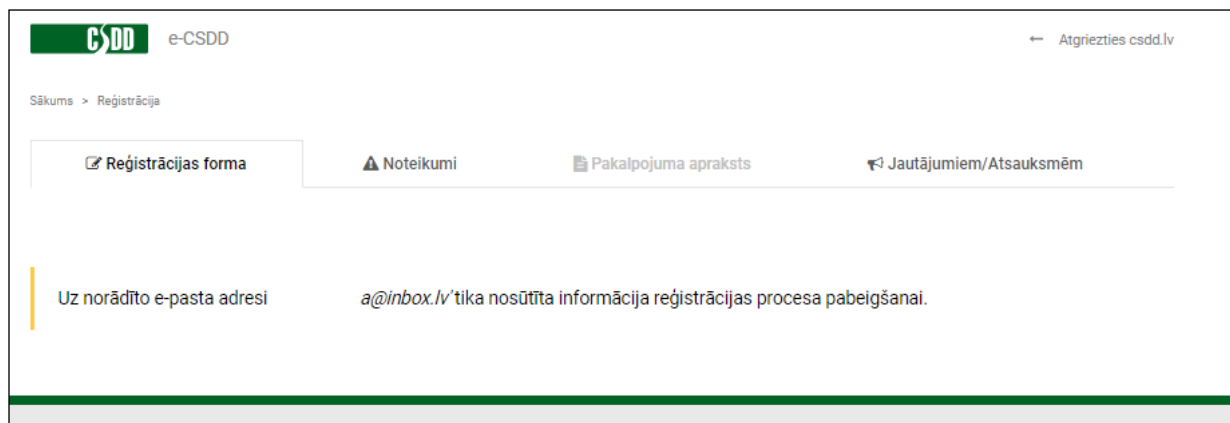 CSDD e-CSDD ← Atgriezties csdd.lv
Sākums > Reģistrācija
Reģistrācijas forma Noteikumi Pakalpojuma apraksts Jautājumiem/Atsauksmēm
Uz norādīto e-pasta adresi a@inbox.lv' tika nosūtīta informācija reģistrācijas procesa pabeigšanai.